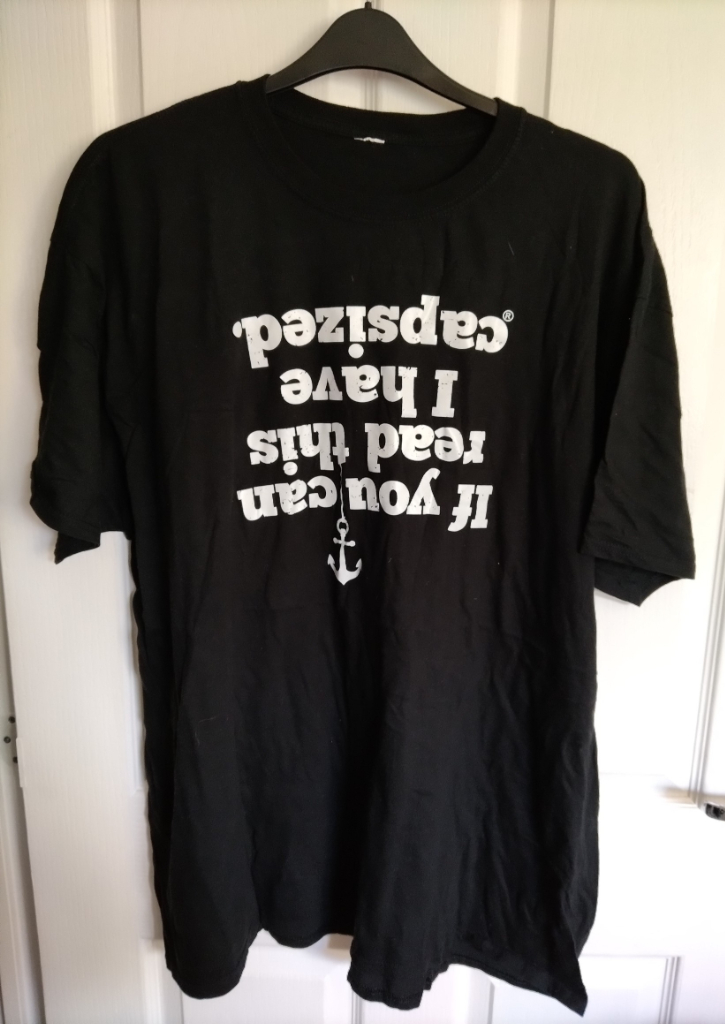 If you can
read this
I have
capsized.®